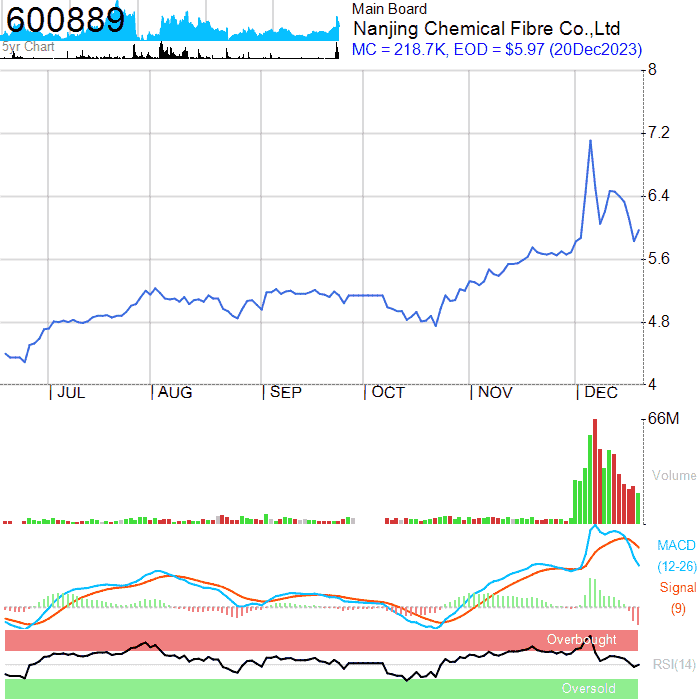 600889
5yr Chart
Main Board
Nanjing Chemical Fibre Co.,Ltd
MC = 218.7K, EOD = $5.97 (20Dec2023)
8
7.2
6.4
5.6
4.8
4
JUL AUG SEP OCT NOV DEC
66M
Volume
MACD
(12-26)
Signal
(9)
Overbought
RSI(14)
Oversold